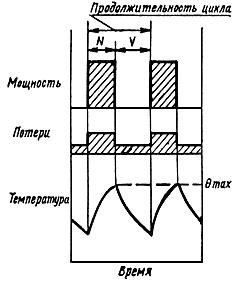 Продолжительность цикла
N V
Мощность
Потери
Температура
θmax
Время